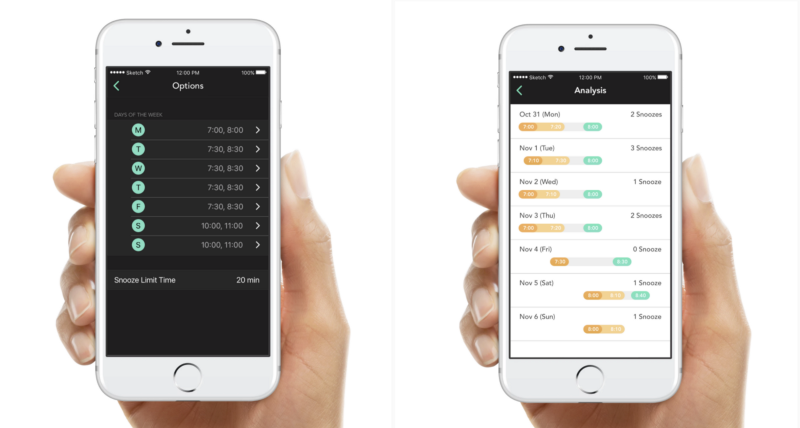 Sketch
12:00 PM
100%
Options
DAYS OF THE WEEK
M 7:00, 8:00
T 7:30, 8:30
W 7:30, 8:30
T 7:30, 8:30
F 7:30, 8:30
S 10:00, 11:00
S 10:00, 11:00
Snooze Limit Time 20 min
Sketch
12:00 PM
100%
Analysis
Oct 31 (Mon) 2 Snoozes
7:00 7:20 8:00
Nov 1 (Tue) 3 Snoozes
7:10 7:30 8:00
Nov 2 (Wed) 1 Snooze
7:00 7:10 8:00
Nov 3 (Thu) 2 Snoozes
7:00 7:20 8:00
Nov 4 (Fri) 0 Snooze
7:30 8:30
Nov 5 (Sat) 1 Snooze
8:00 8:10 8:40
Nov 6 (Sun) 1 Snooze
8:00 8:10